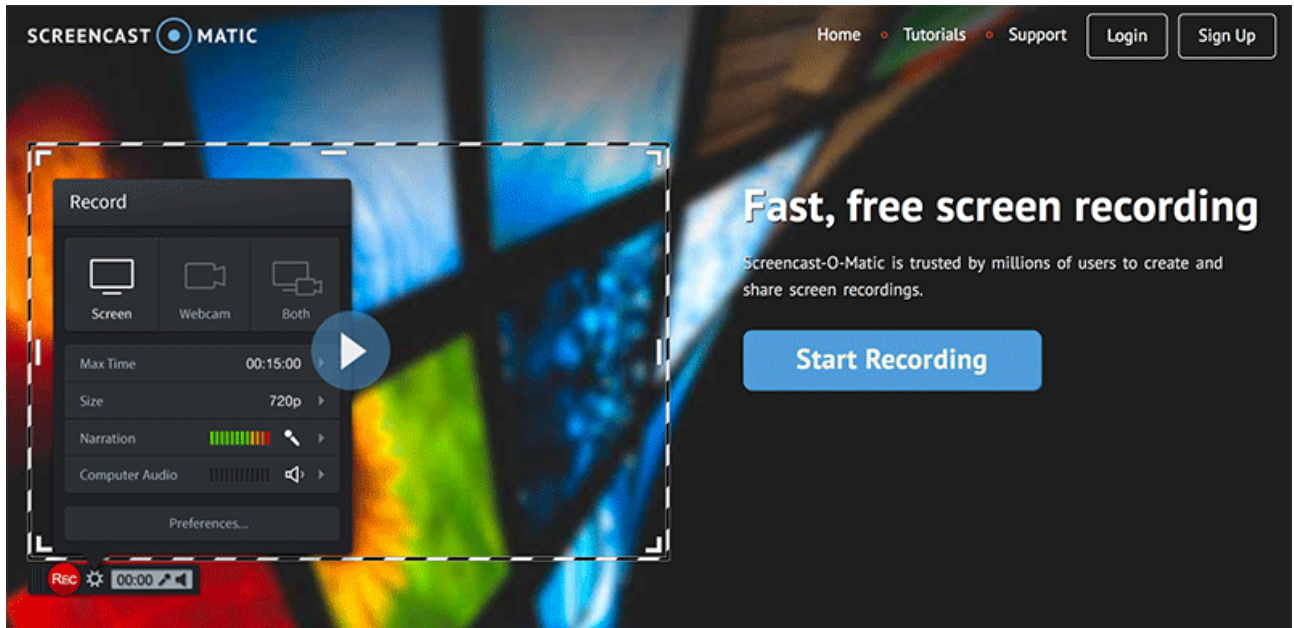 SCREENCAST MATIC
Home Tutorials Support Login Sign Up
Record
Screen Webcam Both
Max Time 00:15:00
Size 720p
Narration
Computer Audio
Preferences...
REC 00:00
Fast, free screen recording
Screencast-O-Matic is trusted by millions of users to create and
share screen recordings.
Start Recording